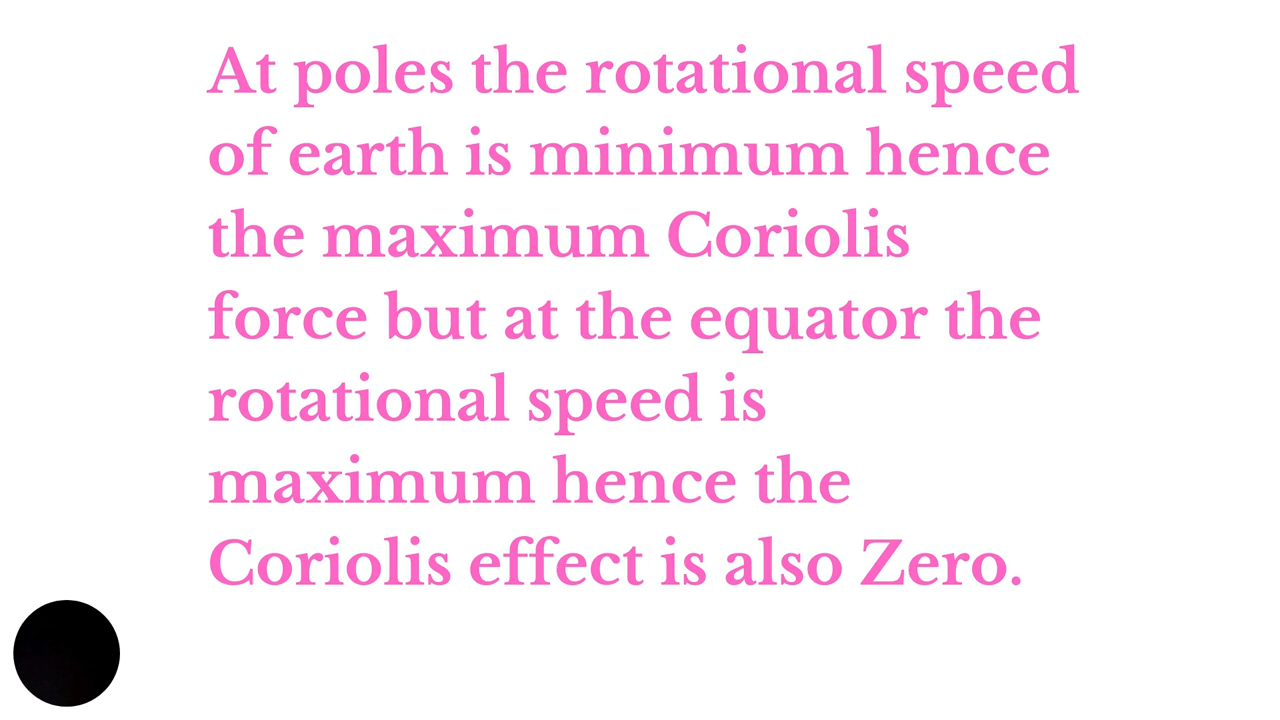 At poles the rotational speed
of earth is minimum hence
the maximum Coriolis
force but at the equator the
rotational speed is
maximum hence the
Coriolis effect is also Zero.